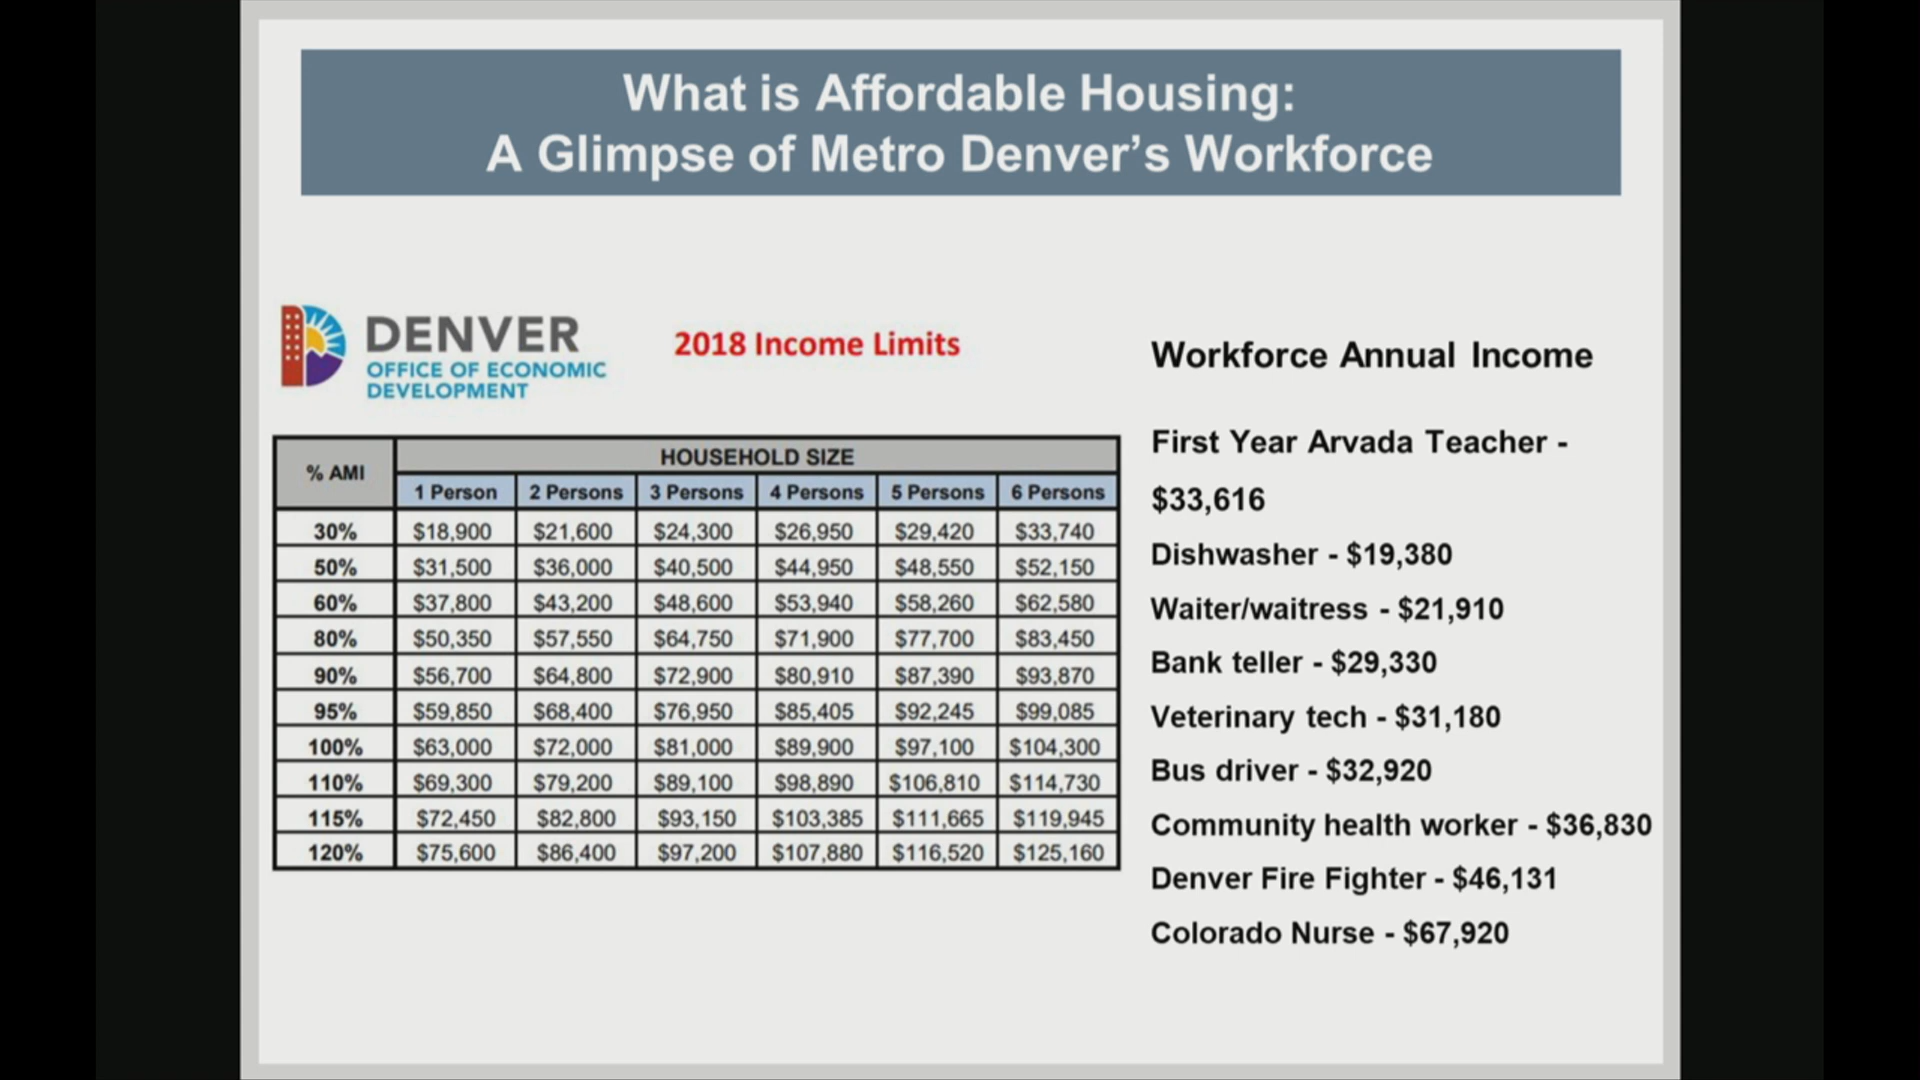 What is Affordable Housing:
A Glimpse of Metro Denver’s Workforce
DENVER
OFFICE OF ECONOMIC
DEVELOPMENT
2018 Income Limits
% AMI
HOUSEHOLD SIZE
1 Person 2 Persons 3 Persons 4 Persons 5 Persons 6 Persons
30% $18,900 $21,600 $24,300 $26,950 $29,420 $33,740
50% $31,500 $36,000 $40,500 $44,950 $48,550 $52,150
60% $37,800 $43,200 $48,600 $53,940 $58,260 $62,580
80% $50,350 $57,550 $64,750 $71,900 $77,700 $83,450
90% $56,700 $64,800 $72,900 $80,910 $87,390 $93,870
95% $59,850 $68,400 $76,950 $85,405 $92,245 $99,085
100% $63,000 $72,000 $81,000 $89,900 $97,100 $104,300
110% $69,300 $79,200 $89,100 $98,890 $106,810 $114,730
115% $72,450 $82,800 $93,150 $103,385 $111,665 $119,945
120% $75,600 $86,400 $97,200 $107,880 $116,520 $125,160
Workforce Annual Income
First Year Arvada Teacher -
$33,616
Dishwasher - $19,380
Waiter/waitress - $21,910
Bank teller - $29,330
Veterinary tech - $31,180
Bus driver - $32,920
Community health worker - $36,830
Denver Fire Fighter - $46,131
Colorado Nurse - $67,920